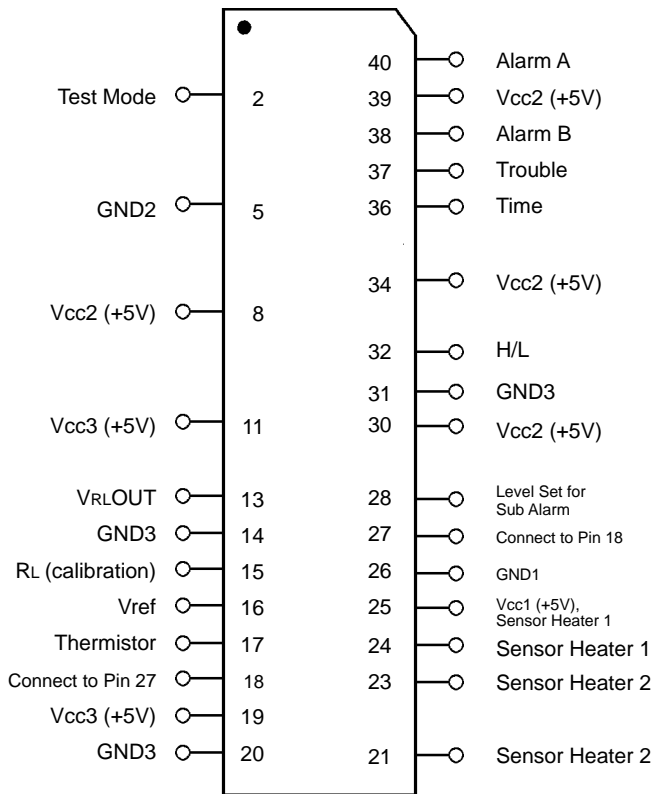 40 Alarm A
Test Mode 2
39 Vcc2 (+5V)
38 Alarm B
37 Trouble
GND2 5
36 Time
34 Vcc2 (+5V)
Vcc2 (+5V) 8
32 H/L
31 GND3
Vcc3 (+5V) 11
30 Vcc2 (+5V)
VRLOUT 13
28 Level Set for
Sub Alarm
GND3 14
27 Connect to Pin 18
RL (calibration) 15
26 GND1
Vref 16
25 Vcc1 (+5V),
Sensor Heater 1
Thermistor 17
24 Sensor Heater 1
Connect to Pin 27 18
23 Sensor Heater 2
Vcc3 (+5V) 19
GND3 20
21 Sensor Heater 2